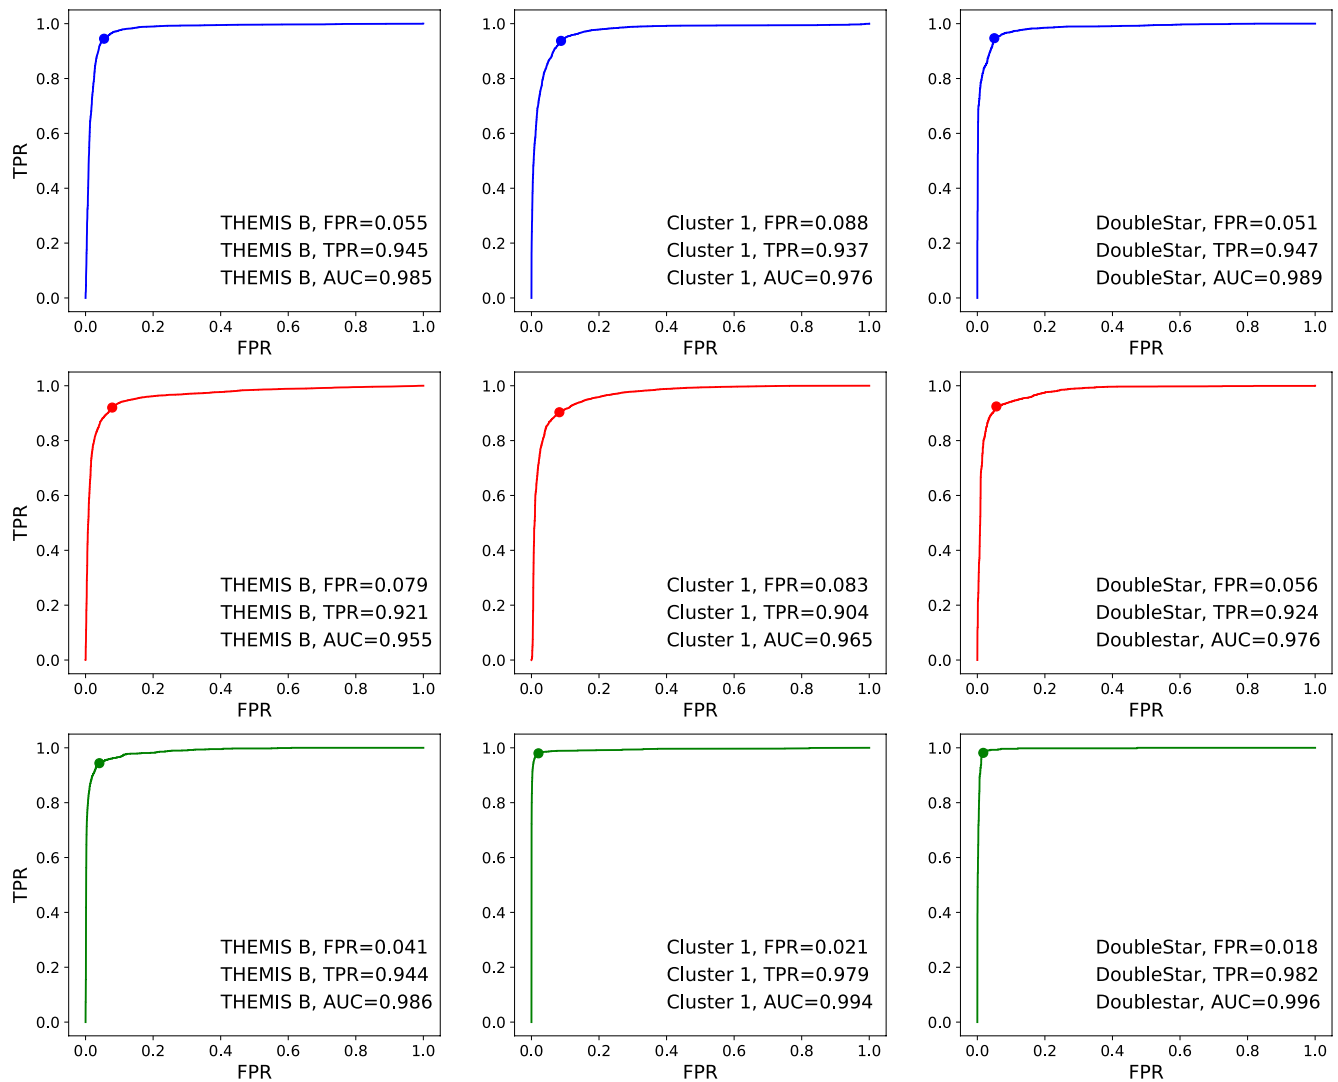 1.0
0.8
0.6
0.4
0.2
0.0
TPR
THEMIS B, FPR=0.055
THEMIS B, TPR=0.945
THEMIS B, AUC=0.985
0.0 0.2 0.4 0.6 0.8 1.0
FPR
1.0
0.8
0.6
0.4
0.2
0.0
Cluster 1, FPR=0.088
Cluster 1, TPR=0.937
Cluster 1, AUC=0.976
0.0 0.2 0.4 0.6 0.8 1.0
FPR
1.0
0.8
0.6
0.4
0.2
0.0
DoubleStar, FPR=0.051
DoubleStar, TPR=0.947
DoubleStar, AUC=0.989
0.0 0.2 0.4 0.6 0.8 1.0
FPR
1.0
0.8
0.6
0.4
0.2
0.0
TPR
THEMIS B, FPR=0.079
THEMIS B, TPR=0.921
THEMIS B, AUC=0.955
0.0 0.2 0.4 0.6 0.8 1.0
FPR
1.0
0.8
0.6
0.4
0.2
0.0
Cluster 1, FPR=0.083
Cluster 1, TPR=0.904
Cluster 1, AUC=0.965
0.0 0.2 0.4 0.6 0.8 1.0
FPR
1.0
0.8
0.6
0.4
0.2
0.0
DoubleStar, FPR=0.056
DoubleStar, TPR=0.924
Doublestar, AUC=0.976
0.0 0.2 0.4 0.6 0.8 1.0
FPR
1.0
0.8
0.6
0.4
0.2
0.0
TPR
THEMIS B, FPR=0.041
THEMIS B, TPR=0.944
THEMIS B, AUC=0.986
0.0 0.2 0.4 0.6 0.8 1.0
FPR
1.0
0.8
0.6
0.4
0.2
0.0
Cluster 1, FPR=0.021
Cluster 1, TPR=0.979
Cluster 1, AUC=0.994
0.0 0.2 0.4 0.6 0.8 1.0
FPR
1.0
0.8
0.6
0.4
0.2
0.0
DoubleStar, FPR=0.018
DoubleStar, TPR=0.982
Doublestar, AUC=0.996
0.0 0.2 0.4 0.6 0.8 1.0
FPR